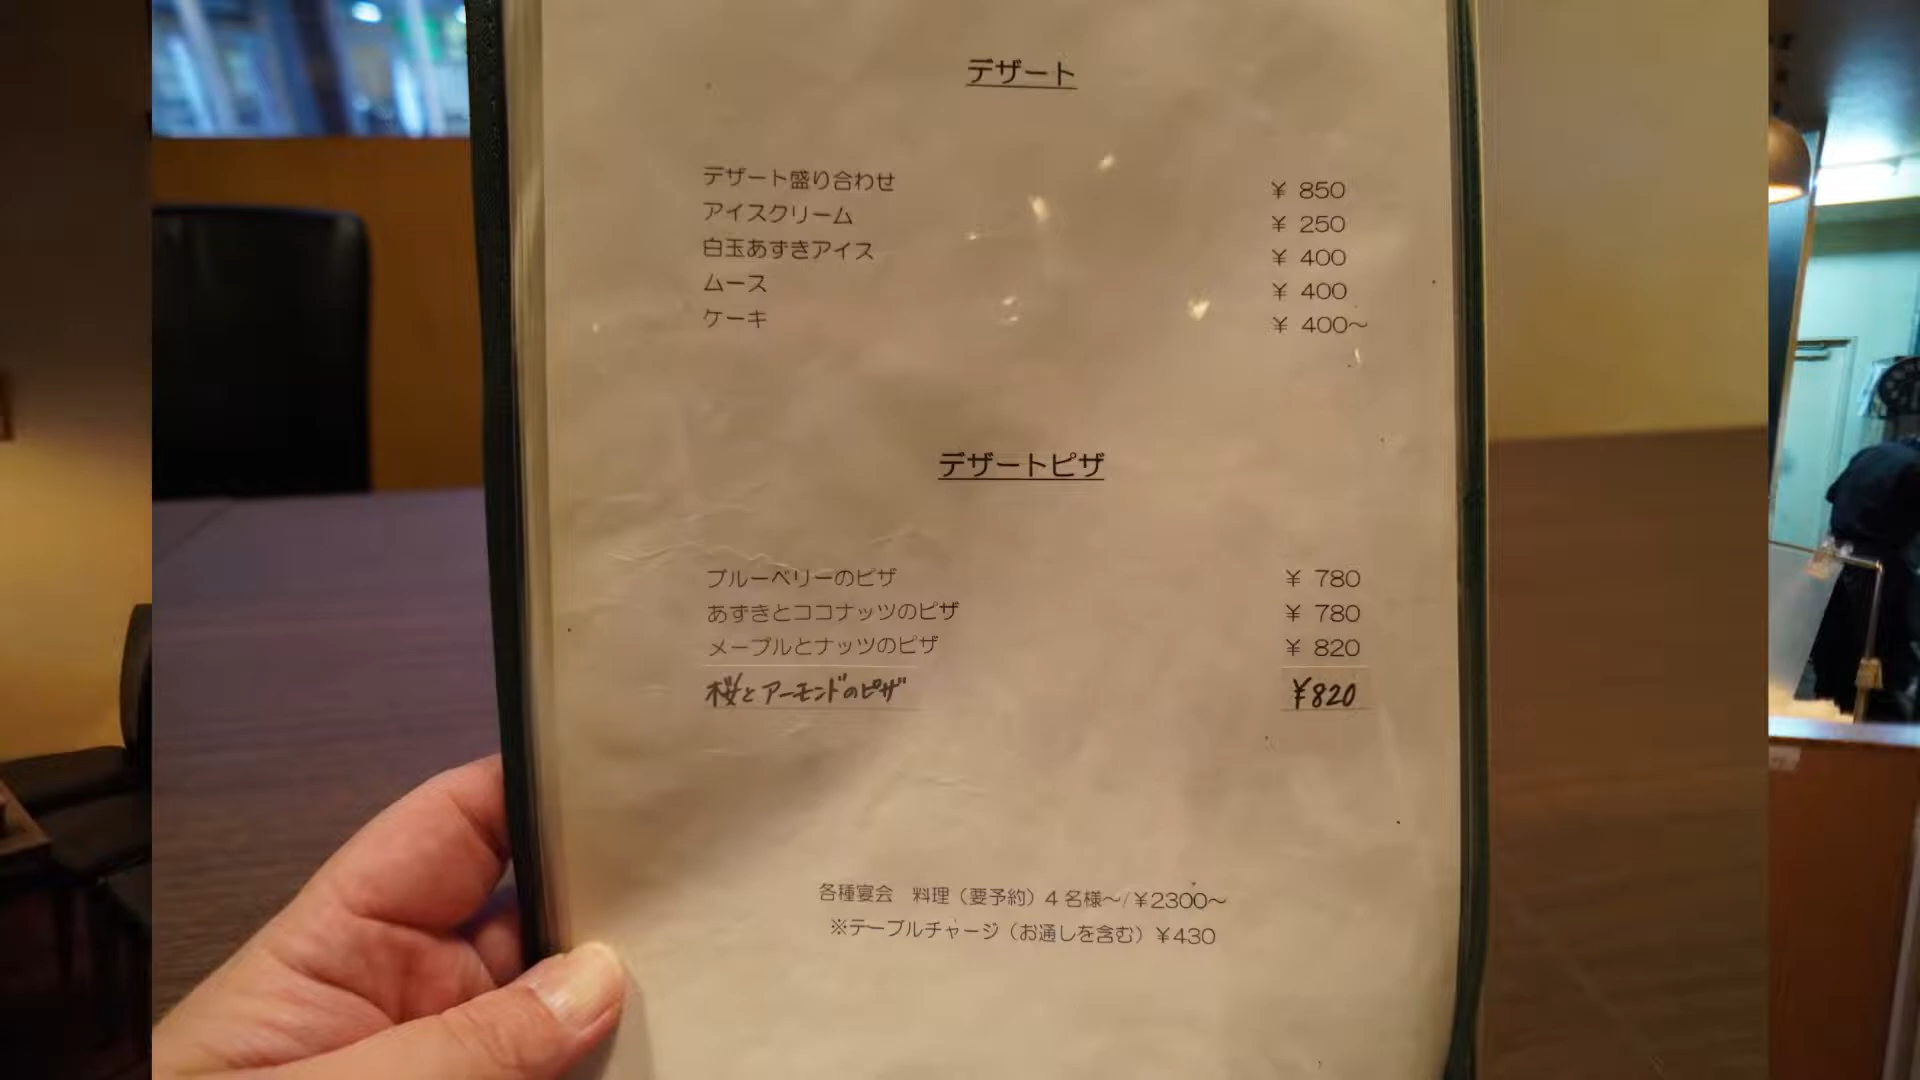 デザート
デザート盛り合わせ ¥ 850
アイスクリーム ¥ 250
白玉あずきアイス ¥ 400
ムース ¥ 400
ケーキ ¥ 400～
デザートピザ
ブルーベリーのピザ ¥ 780
あずきとココナッツのピザ ¥ 780
メープルとナッツのピザ ¥ 820
桜とアーモンドのピザ ¥820
各種宴会 料理（要予約）4名様～/¥2300～
※テーブルチャージ（お通しを含む）¥430